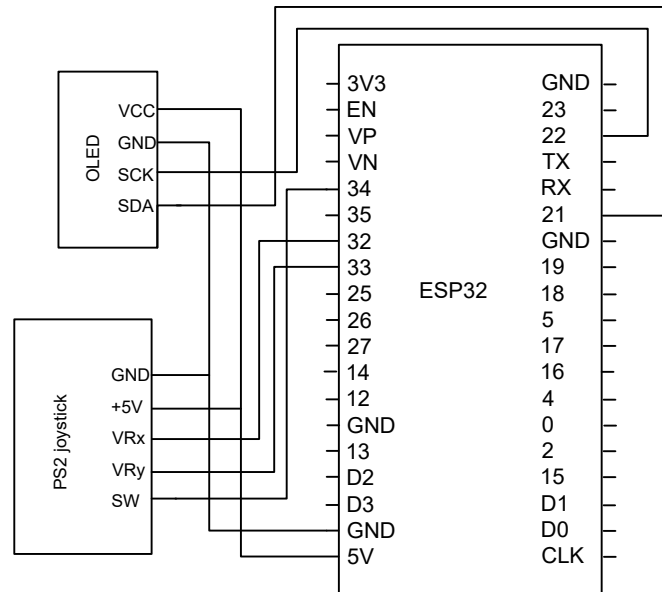 OLED
VCC
GND
SCK
SDA
PS2 joystick
GND
+5V
VRx
VRy
SW
ESP32
3V3
EN
VP
VN
34
35
32
33
25
26
27
14
12
GND
13
D2
D3
GND
5V
GND
23
22
TX
RX
21
GND
19
18
5
17
16
4
0
2
15
D1
D0
CLK